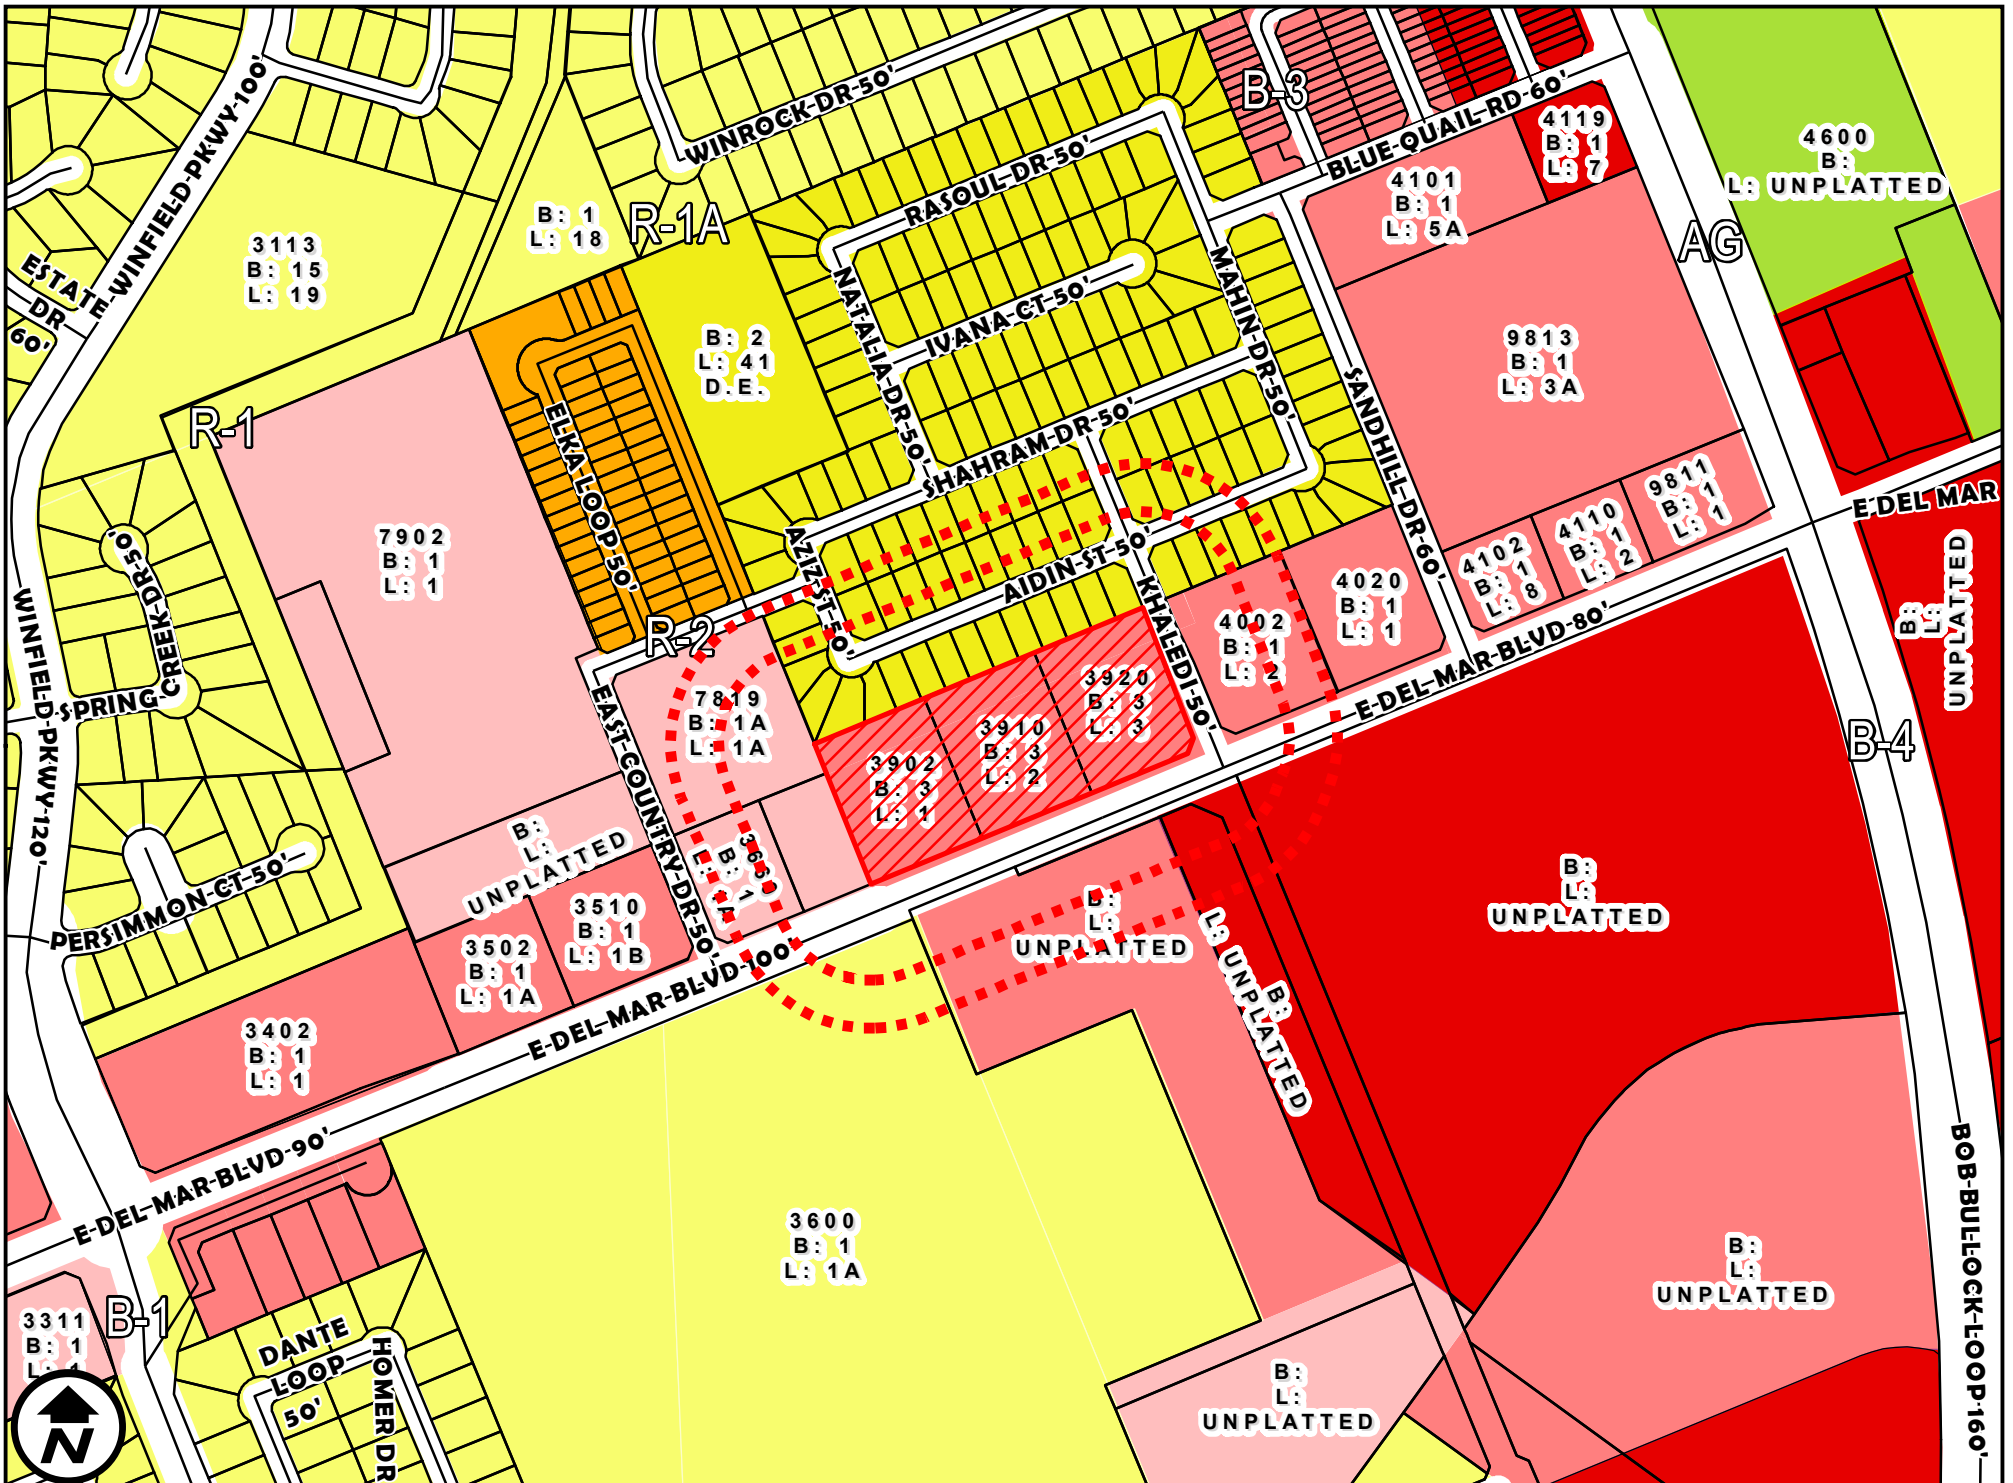 WINFIELD-PKWY-100'
WINROCK-DR-50'
B-3
BLUE-QUAIL-RD-60'
4119
B: 1
L: 7
4600
B:
L: UNPLATTED
4101
B: 1
L: 5A
RASOUL-DR-50'
B: 1
L: 18
R-1A
AG
3113
B: 15
L: 19
ESTATE
DR
60'
NATALIA-DR-50'
IVANA-CT-50'
MAHIN-DR-50'
B: 2
L: 41
D.E.
9813
B: 1
L: 3A
SANDHILL-DR-60'
R-1
ELKA-LOOP-50'
SHAHRAM-DR-50'
9811
B: 1
L: 1
E-DEL MAR
4110
B: 1
L: 2
4102
B: 1
L: 8
7902
B: 1
L: 1
SPRING-CREEK-DR-50'
AZIZ-ST-50'
AIDIN-ST-50'
KHALEDI-50'
4020
B: 1
L: 1
4002
B: 1
L: 2
B:
L:
UNPLATTED
R-2
WINFIELD-PKWY-120'
EAST-COUNTRY-DR-50'
7819
B: 1A
L: 1A
3920
B: 3
L: 3
3910
B: 3
L: 2
3902
B: 3
L: 1
E-DEL-MAR-BLVD-80'
B-4
B:
L:
UNPLATTED
B: 1
L: 1A
PERSIMMON-CT-50'
3510
B: 1
L: 1B
3502
B: 1
L: 1A
E-DEL-MAR-BLVD-100'
B:
L:
UNPLATTED
B:
L: UNPLATTED
B:
L:
UNPLATTED
3402
B: 1
L: 1
E-DEL-MAR-BLVD-90'
3600
B: 1
L: 1A
B:
L:
UNPLATTED
BOB-BULLOCK-LOOP-160'
3311
B: 1
L: 1
B-1
DANTE
LOOP
50'
HOMER DR
B:
L:
UNPLATTED
N